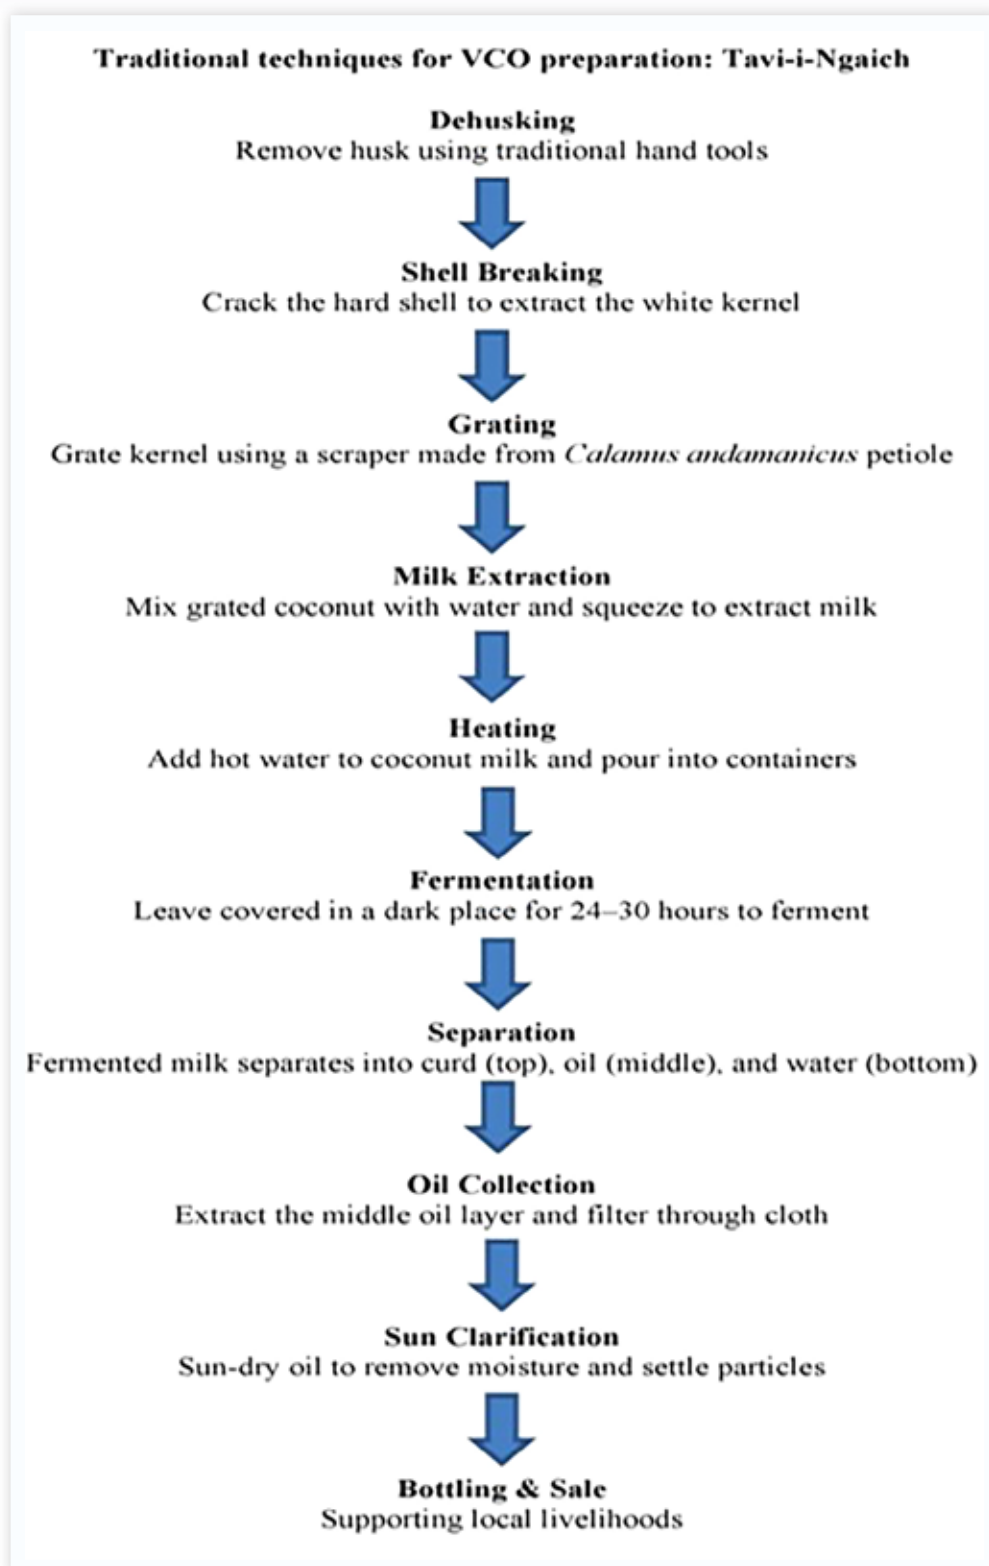 Traditional techniques for VCO preparation: Tavi-i-Ngaich
Dehusking
Remove husk using traditional hand tools
Shell Breaking
Crack the hard shell to extract the white kernel
Grating
Grate kernel using a scraper made from Calamus andamanicus petiole
Milk Extraction
Mix grated coconut with water and squeeze to extract milk
Heating
Add hot water to coconut milk and pour into containers
Fermentation
Leave covered in a dark place for 24–30 hours to ferment
Separation
Fermented milk separates into curd (top), oil (middle), and water (bottom)
Oil Collection
Extract the middle oil layer and filter through cloth
Sun Clarification
Sun-dry oil to remove moisture and settle particles
Bottling & Sale
Supporting local livelihoods